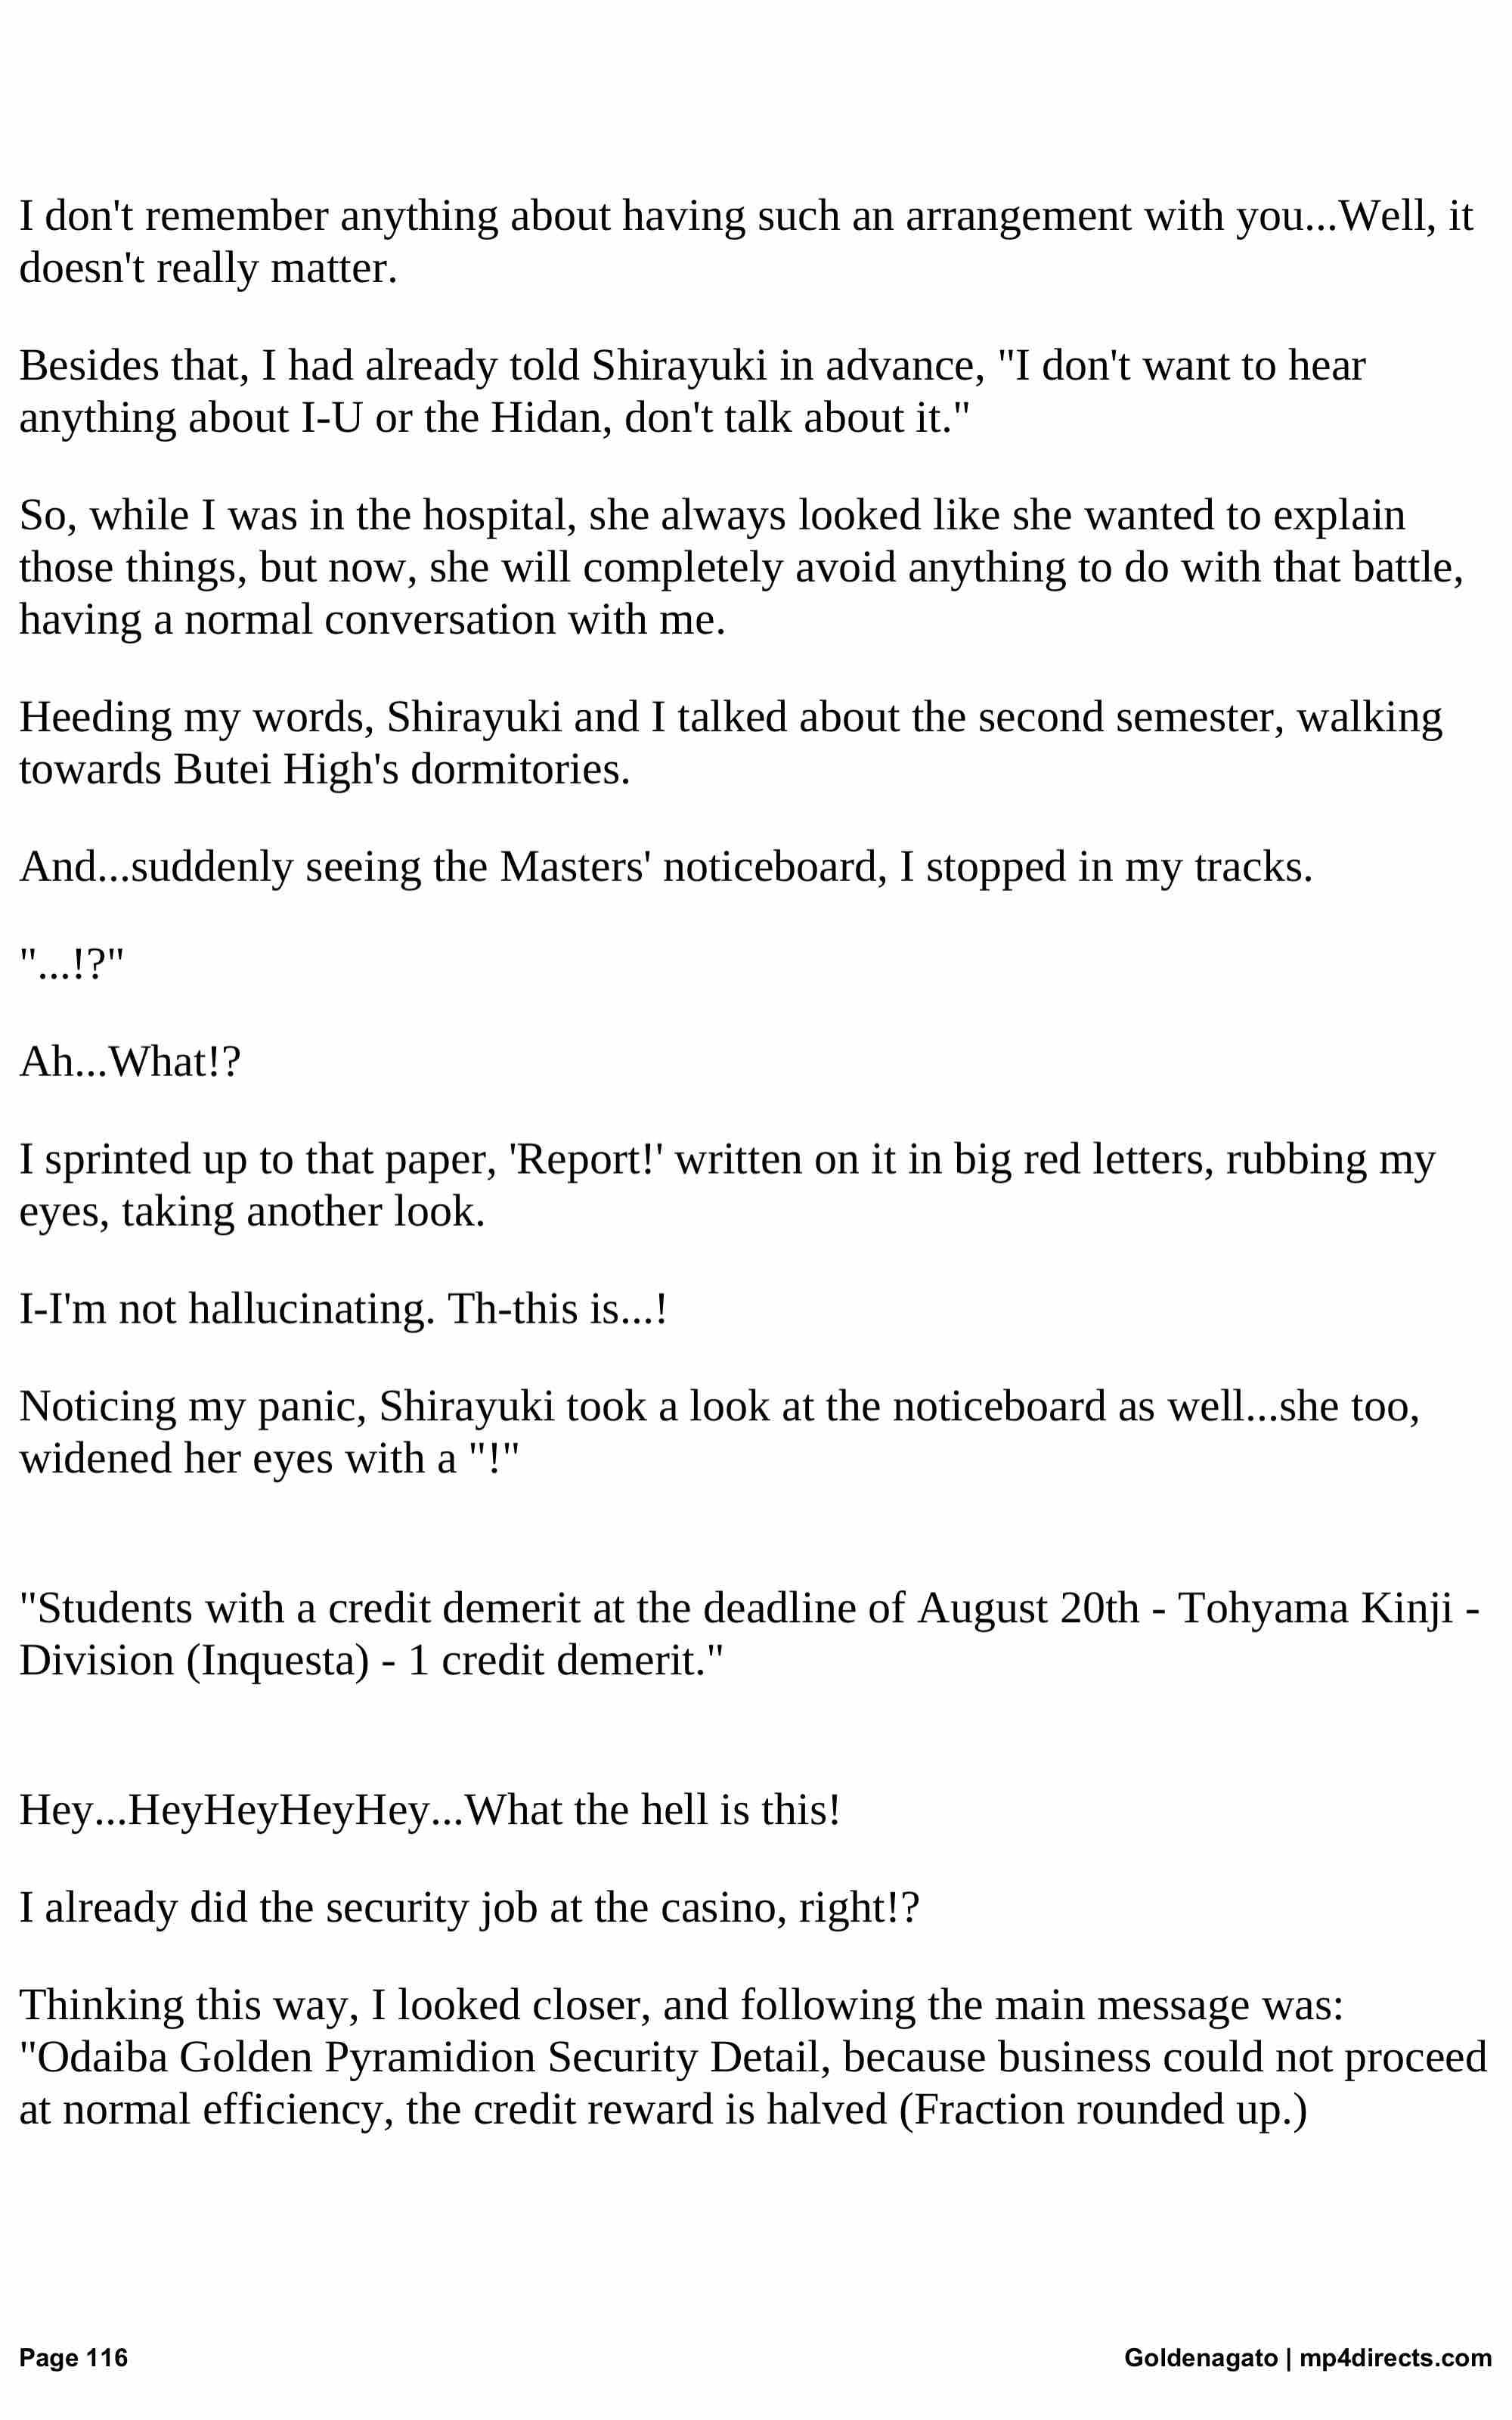 I don't remember anything about having such an arrangement with you...Well, it
doesn't really matter.
Besides that, I had already told Shirayuki in advance, "I don't want to hear
anything about I-U or the Hidan, don't talk about it."
So, while I was in the hospital, she always looked like she wanted to explain
those things, but now, she will completely avoid anything to do with that battle,
having a normal conversation with me.
Heeding my words, Shirayuki and I talked about the second semester, walking
towards Butei High's dormitories.
And...suddenly seeing the Masters' noticeboard, I stopped in my tracks.
"...!?"
Ah...What!?
I sprinted up to that paper, 'Report!' written on it in big red letters, rubbing my
eyes, taking another look.
I-I'm not hallucinating. Th-this is...!
Noticing my panic, Shirayuki took a look at the noticeboard as well...she too,
widened her eyes with a "!"
"Students with a credit demerit at the deadline of August 20th - Tohyama Kinji -
Division (Inquesta) - 1 credit demerit."
Hey...HeyHeyHeyHey...What the hell is this!
I already did the security job at the casino, right!?
Thinking this way, I looked closer, and following the main message was:
"Odaiba Golden Pyramidion Security Detail, because business could not proceed
at normal efficiency, the credit reward is halved (Fraction rounded up.)
Page 116
Goldenagato | mp4directs.com